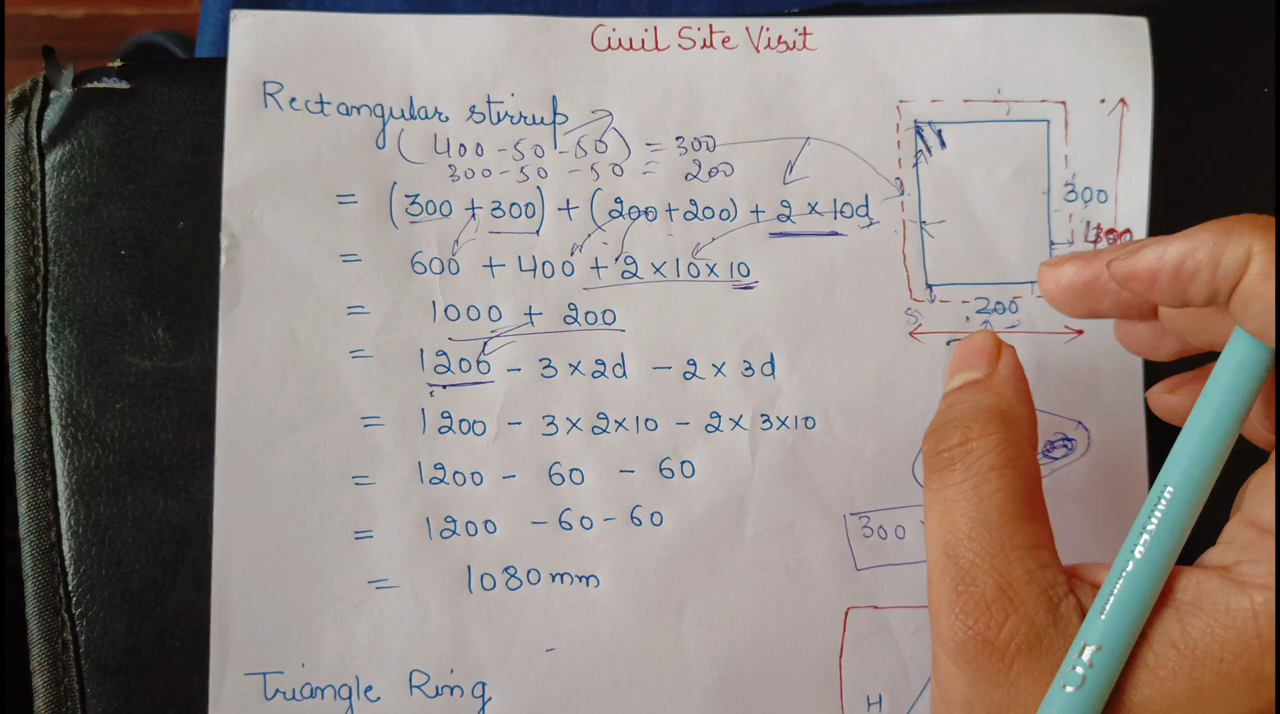 Civil Site Visit
Rectangular stirrup
(400 - 50 - 50) = 300
300 - 50 - 50 = 200
= (300 + 300) + (200 + 200) + 2 × 10d
= 600 + 400 + 2 × 10 × 10
= 1000 + 200
= 1200 - 3 × 2d - 2 × 3d
= 1200 - 3 × 2 × 10 - 2 × 3 × 10
= 1200 - 60 - 60
= 1200 - 60 - 60
= 1080mm
Triangle Ring
300
200
300
H